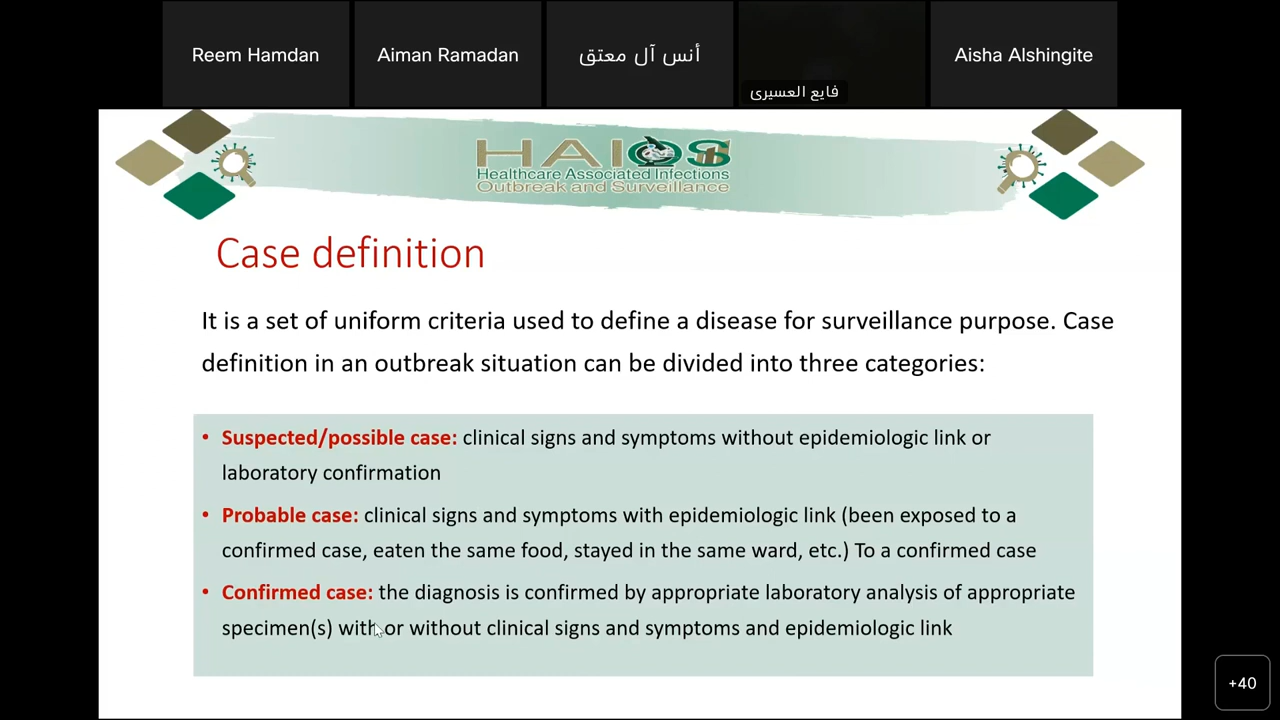 Reem Hamdan
Aiman Ramadan
أنس آل معتق
فايع العسيرى
Aisha Alshingite
HAIOS
Healthcare Associated Infections
Outbreak and Surveillance
Case definition
It is a set of uniform criteria used to define a disease for surveillance purpose. Case
definition in an outbreak situation can be divided into three categories:
• Suspected/possible case: clinical signs and symptoms without epidemiologic link or
laboratory confirmation
• Probable case: clinical signs and symptoms with epidemiologic link (been exposed to a
confirmed case, eaten the same food, stayed in the same ward, etc.) To a confirmed case
• Confirmed case: the diagnosis is confirmed by appropriate laboratory analysis of appropriate
specimen(s) with or without clinical signs and symptoms and epidemiologic link
+40